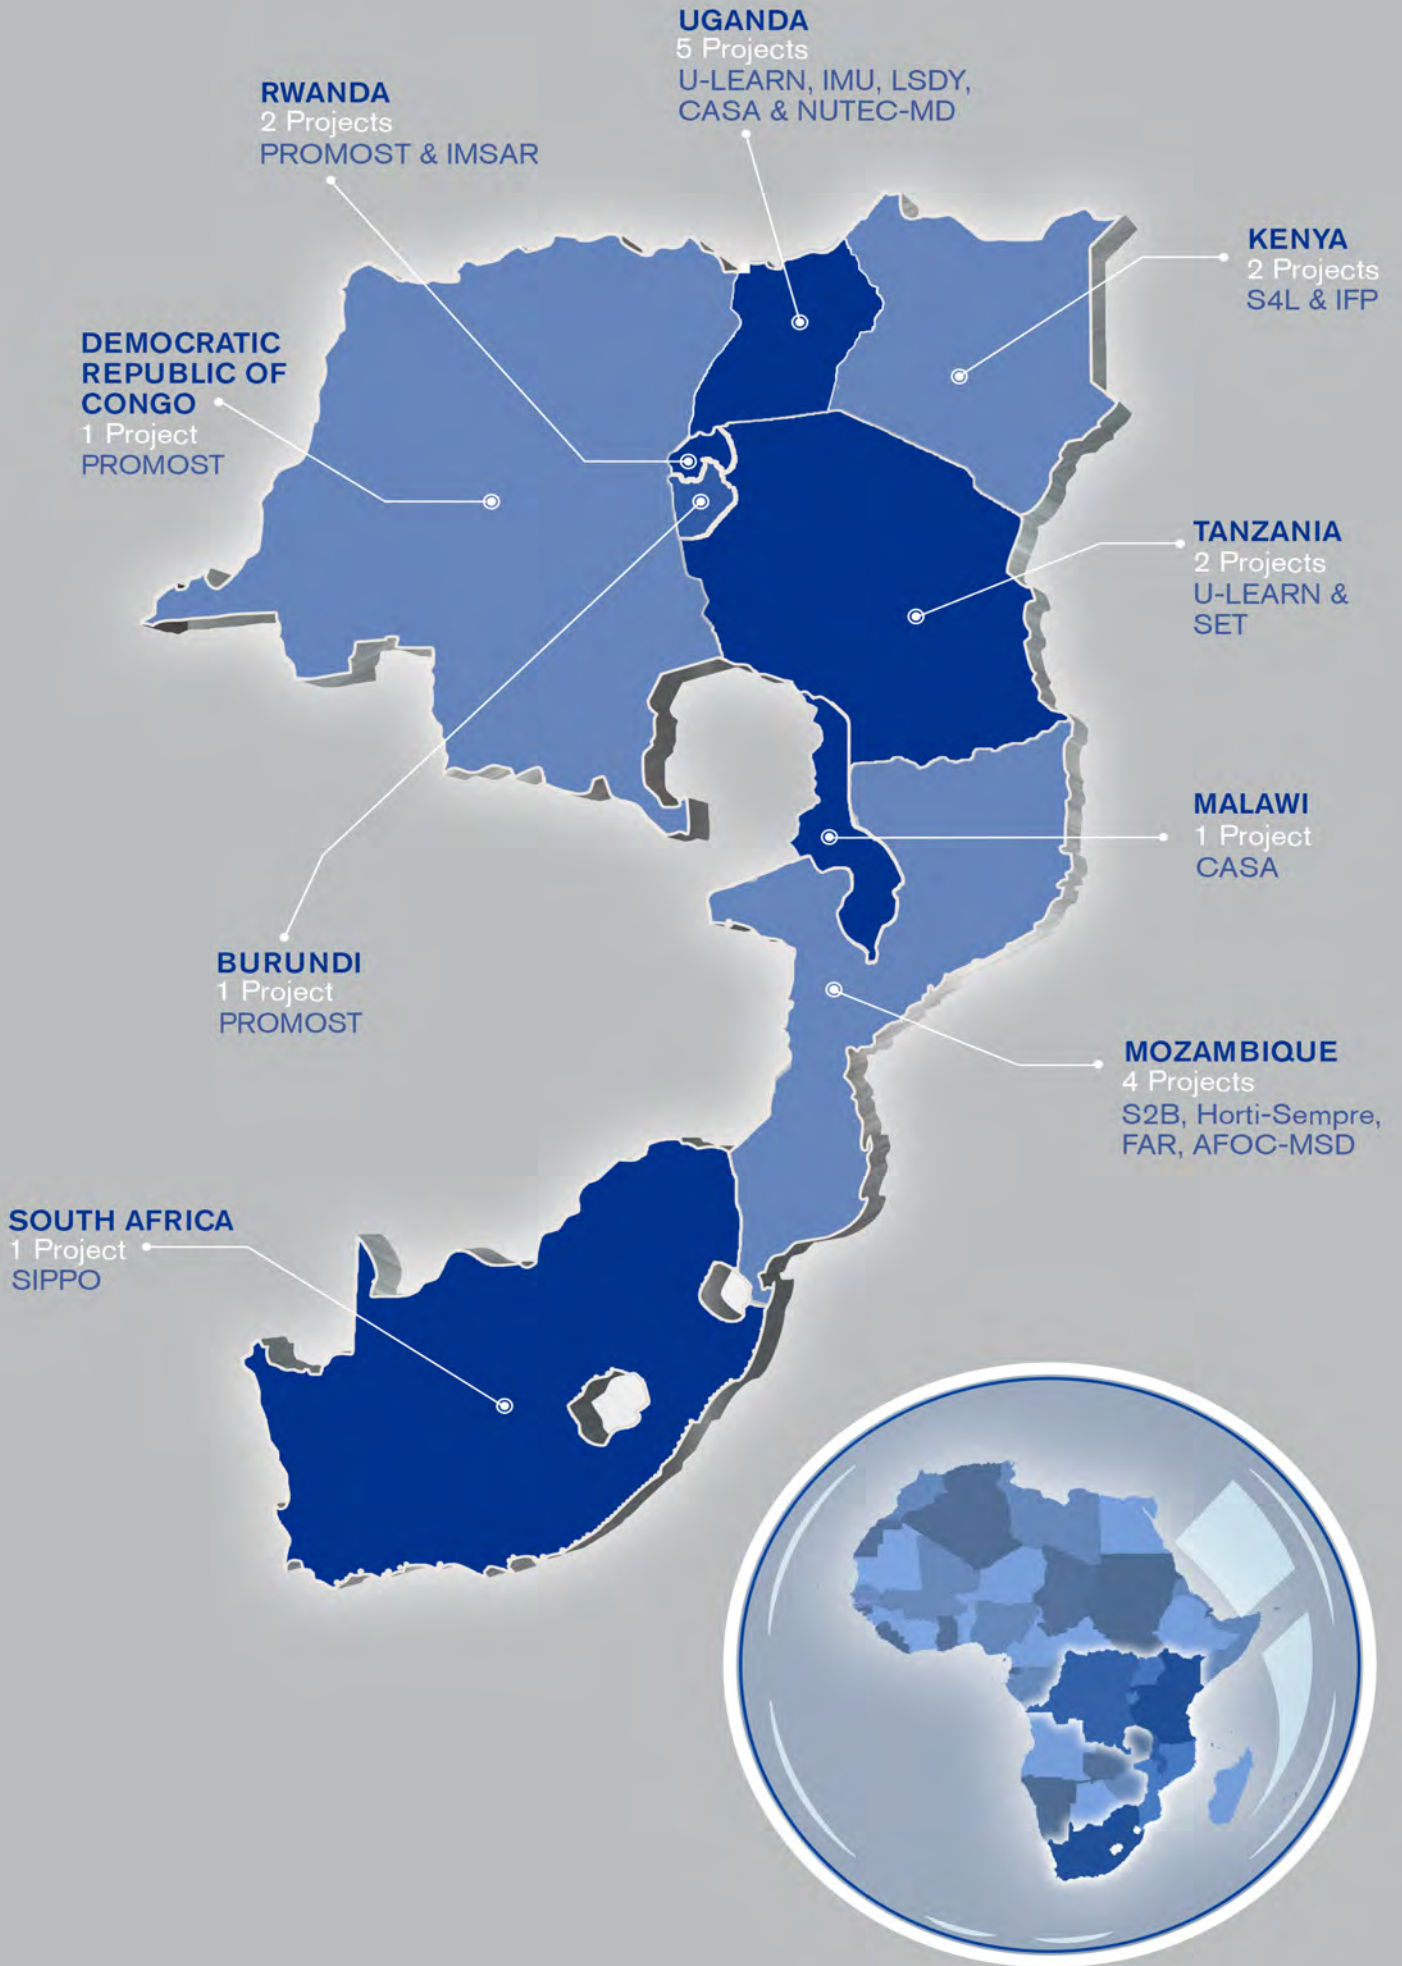 UGANDA
5 Projects
U-LEARN, IMU, LSDY,
CASA & NUTEC-MD
RWANDA
2 Projects
PROMOST & IMSAR
KENYA
2 Projects
S4L & IFP
DEMOCRATIC
REPUBLIC OF
CONGO
1 Project
PROMOST
TANZANIA
2 Projects
U-LEARN &
SET
MALAWI
1 Project
CASA
BURUNDI
1 Project
PROMOST
MOZAMBIQUE
4 Projects
S2B, Horti-Sempre,
FAR, AFOC-MSD
SOUTH AFRICA
1 Project
SIPPO